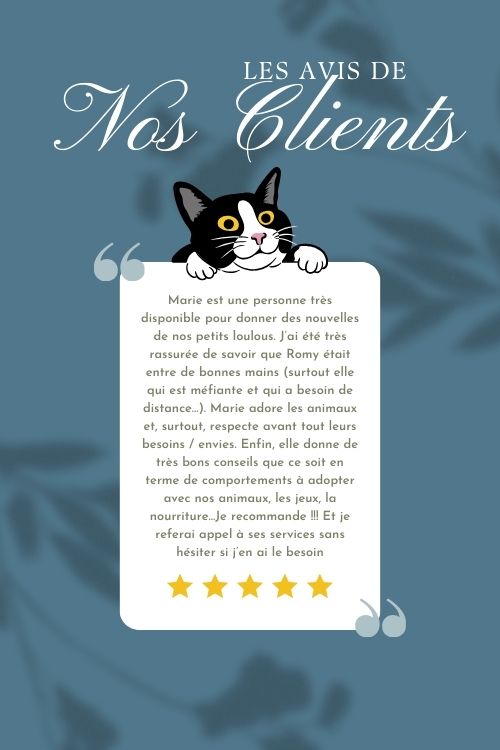 LES AVIS DE
Nos Clients
Marie est une personne très
disponible pour donner des nouvelles
de nos petits loulous. J'ai été très
rassurée de savoir que Romy était
entre de bonnes mains (surtout elle
qui est méfiante et qui a besoin de
distance...). Marie adore les animaux
et, surtout, respecte avant tout leurs
besoins / envies. Enfin, elle donne de
très bons conseils que ce soit en
terme de comportements à adopter
avec nos animaux, les jeux, la
nourriture...Je recommande !!! Et je
referai appel à ses services sans
hésiter si j'en ai le besoin